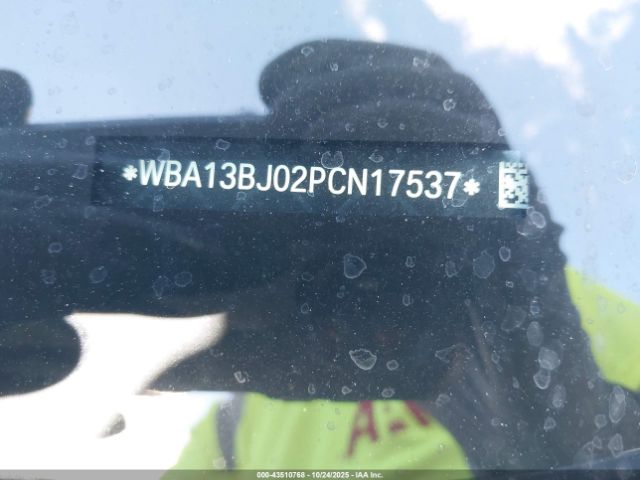 *WBA13BJ02PCN17537*
A
000-43510768 | 10/24/2025 | IAA Inc.